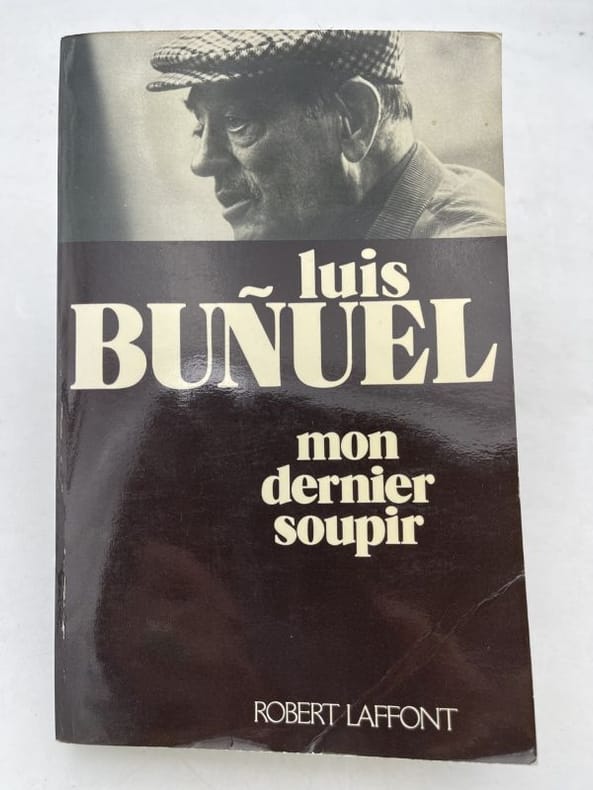 luis
BUÑUEL
mon
dernier
soupir
ROBERT LAFFONT